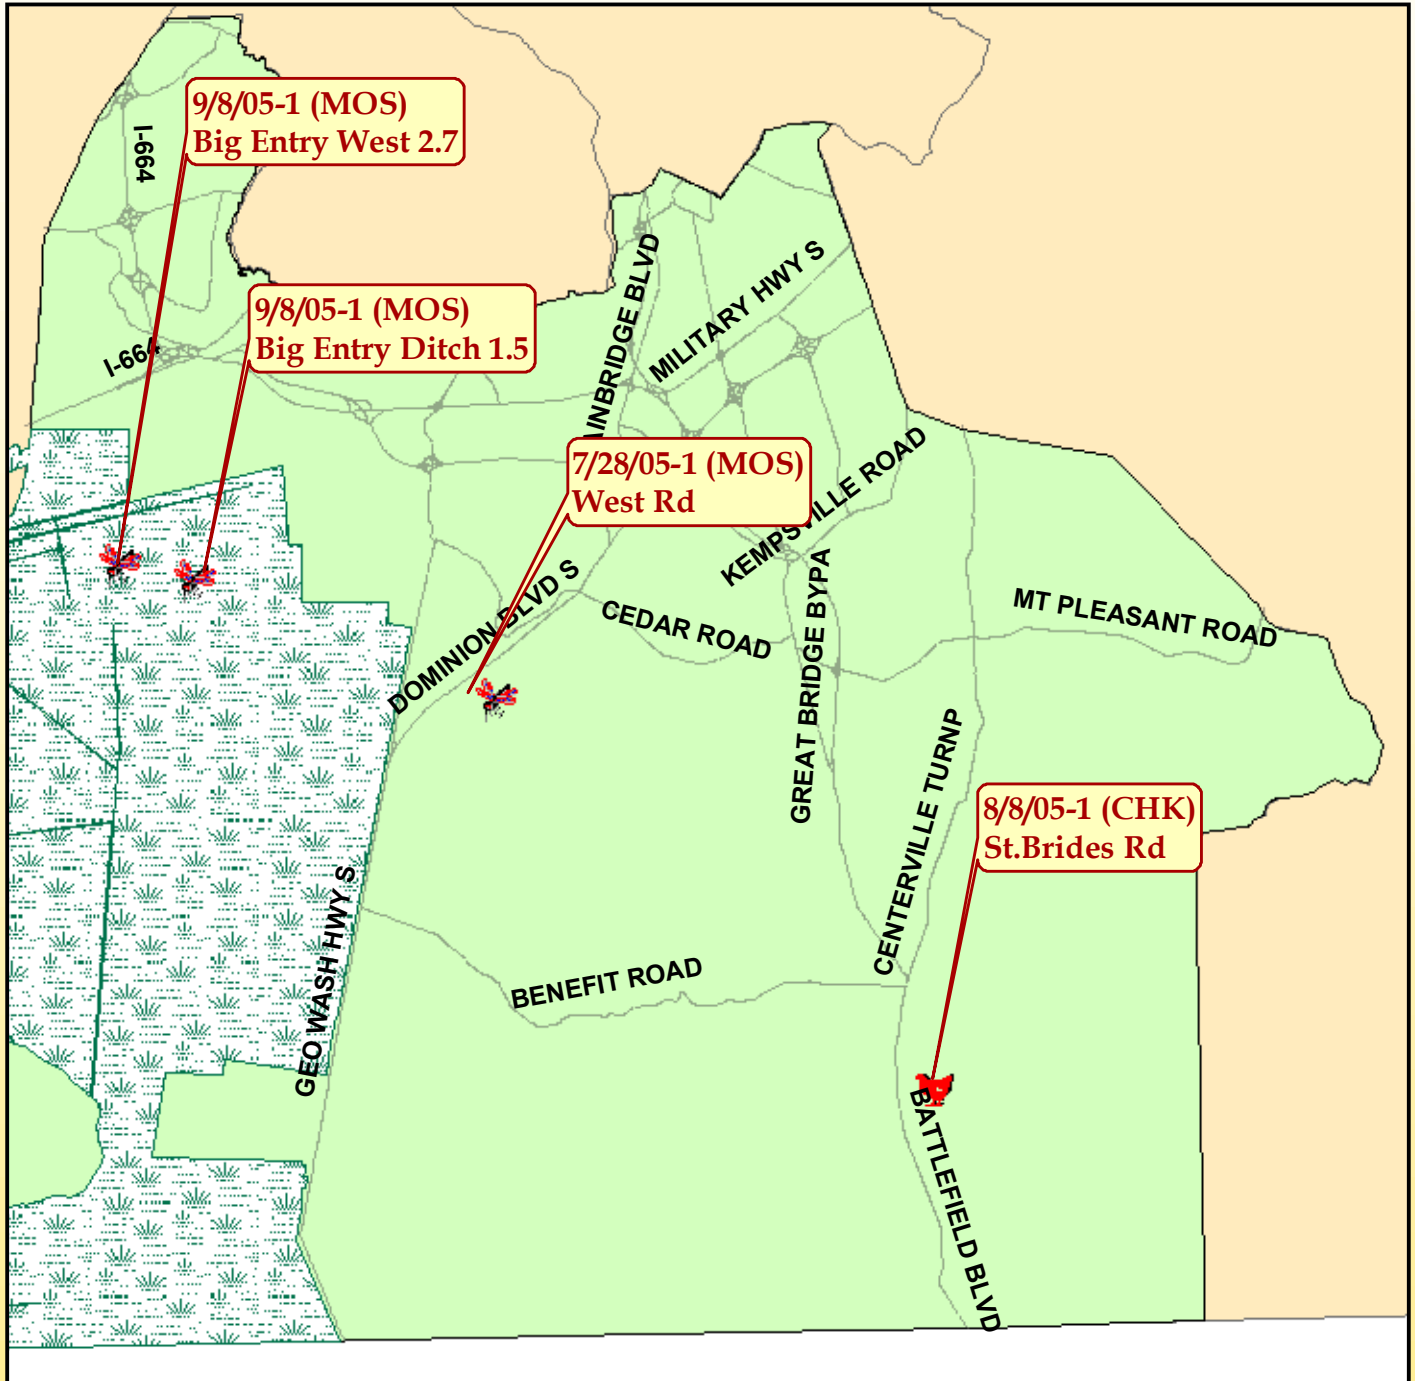 9/8/05-1 (MOS)
Big Entry West 2.7
I-664
9/8/05-1 (MOS)
Big Entry Ditch 1.5
I-664
AINBRIDGE BLVD
MILITARY HWY S
7/28/05-1 (MOS)
West Rd
KEMPSVILLE ROAD
DOMINION BLVD S
CEDAR ROAD
MT PLEASANT ROAD
GREAT BRIDGE BYPA
CENTERVILLE TURNP
8/8/05-1 (CHK)
St.Brides Rd
GEO WASH HWY S
BENEFIT ROAD
BATTLEFIELD BLVD